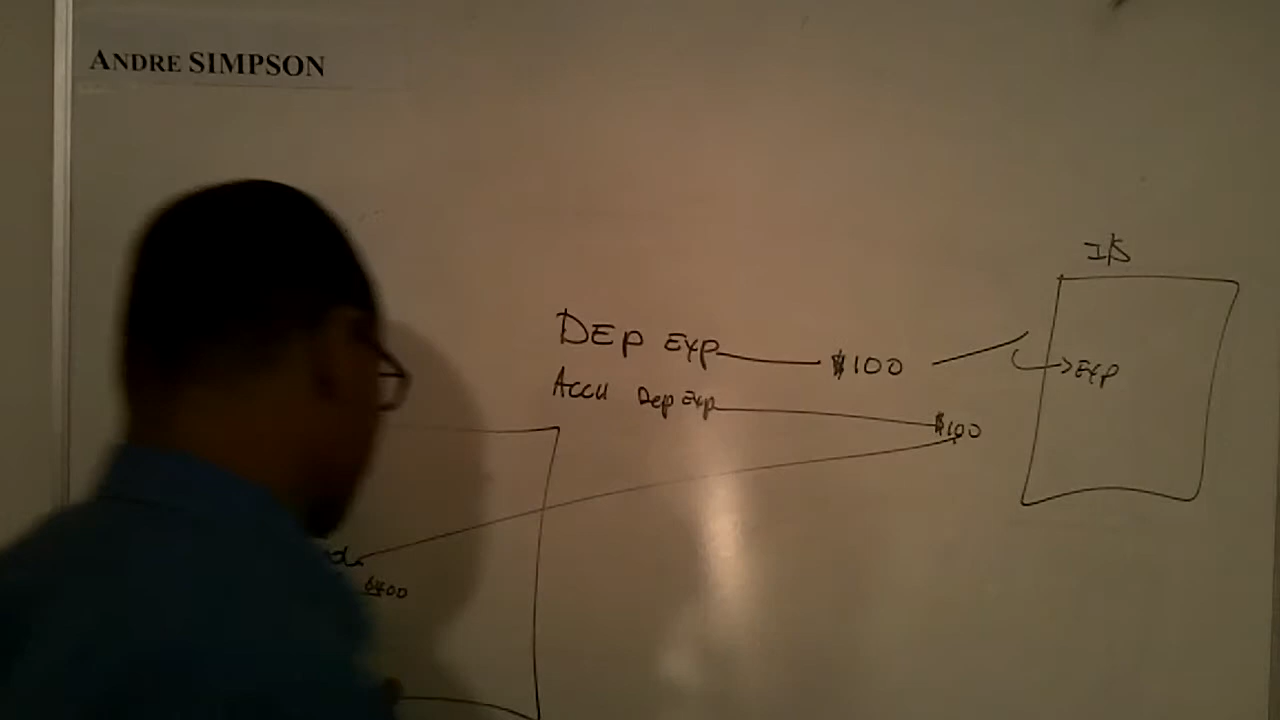 ANDRE SIMPSON
I/S
DEP EXP $100
EXP
ACCU Dep Exp $100
$400